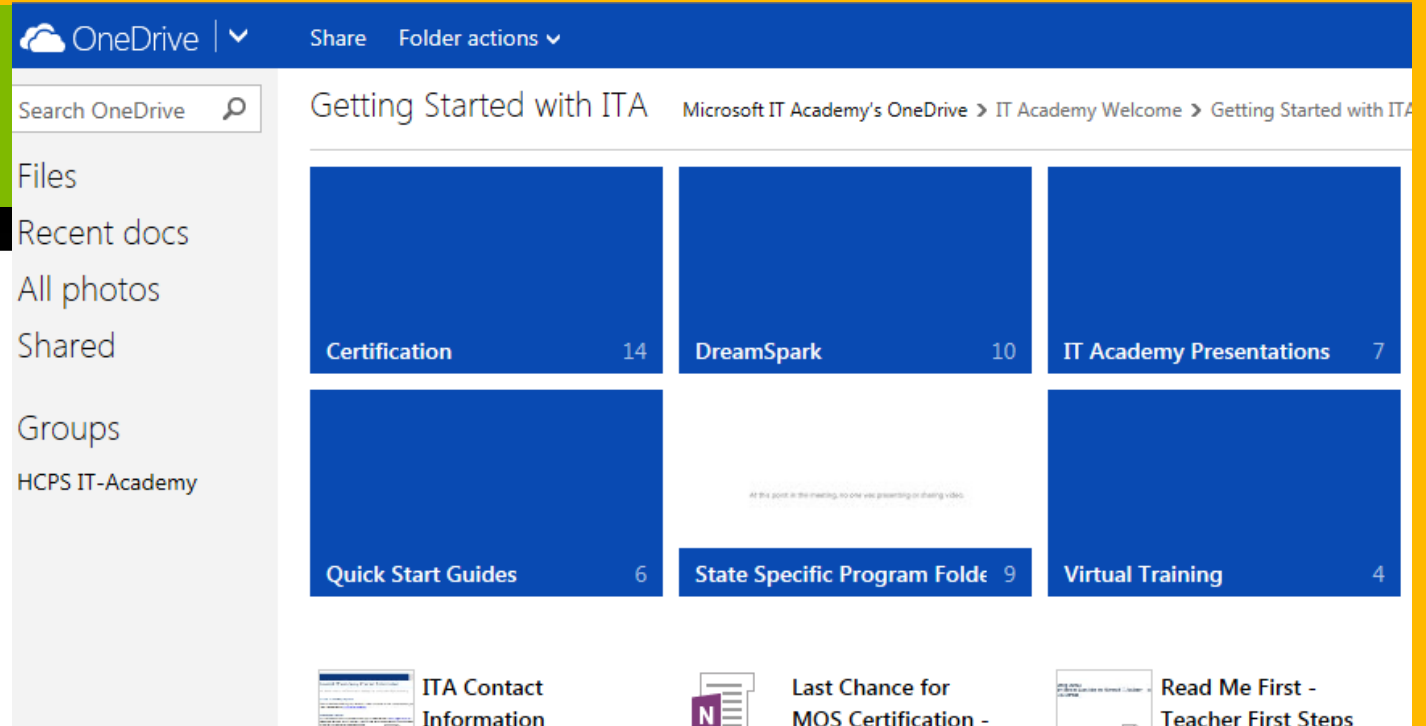 OneDrive
Share Folder actions
Search OneDrive
Files
Recent docs
All photos
Shared
Groups
HCPS IT-Academy
Getting Started with ITA Microsoft IT Academy's OneDrive > IT Academy Welcome > Getting Started with ITA
Certification 14
DreamSpark 10
IT Academy Presentations 7
Quick Start Guides 6
At this point in the meeting, no one was presenting or sharing video.
State Specific Program Folde 9
Virtual Training 4
ITA Contact
Information
N
Last Chance for
MOS Certification -
Read Me First -
Teacher First Steps